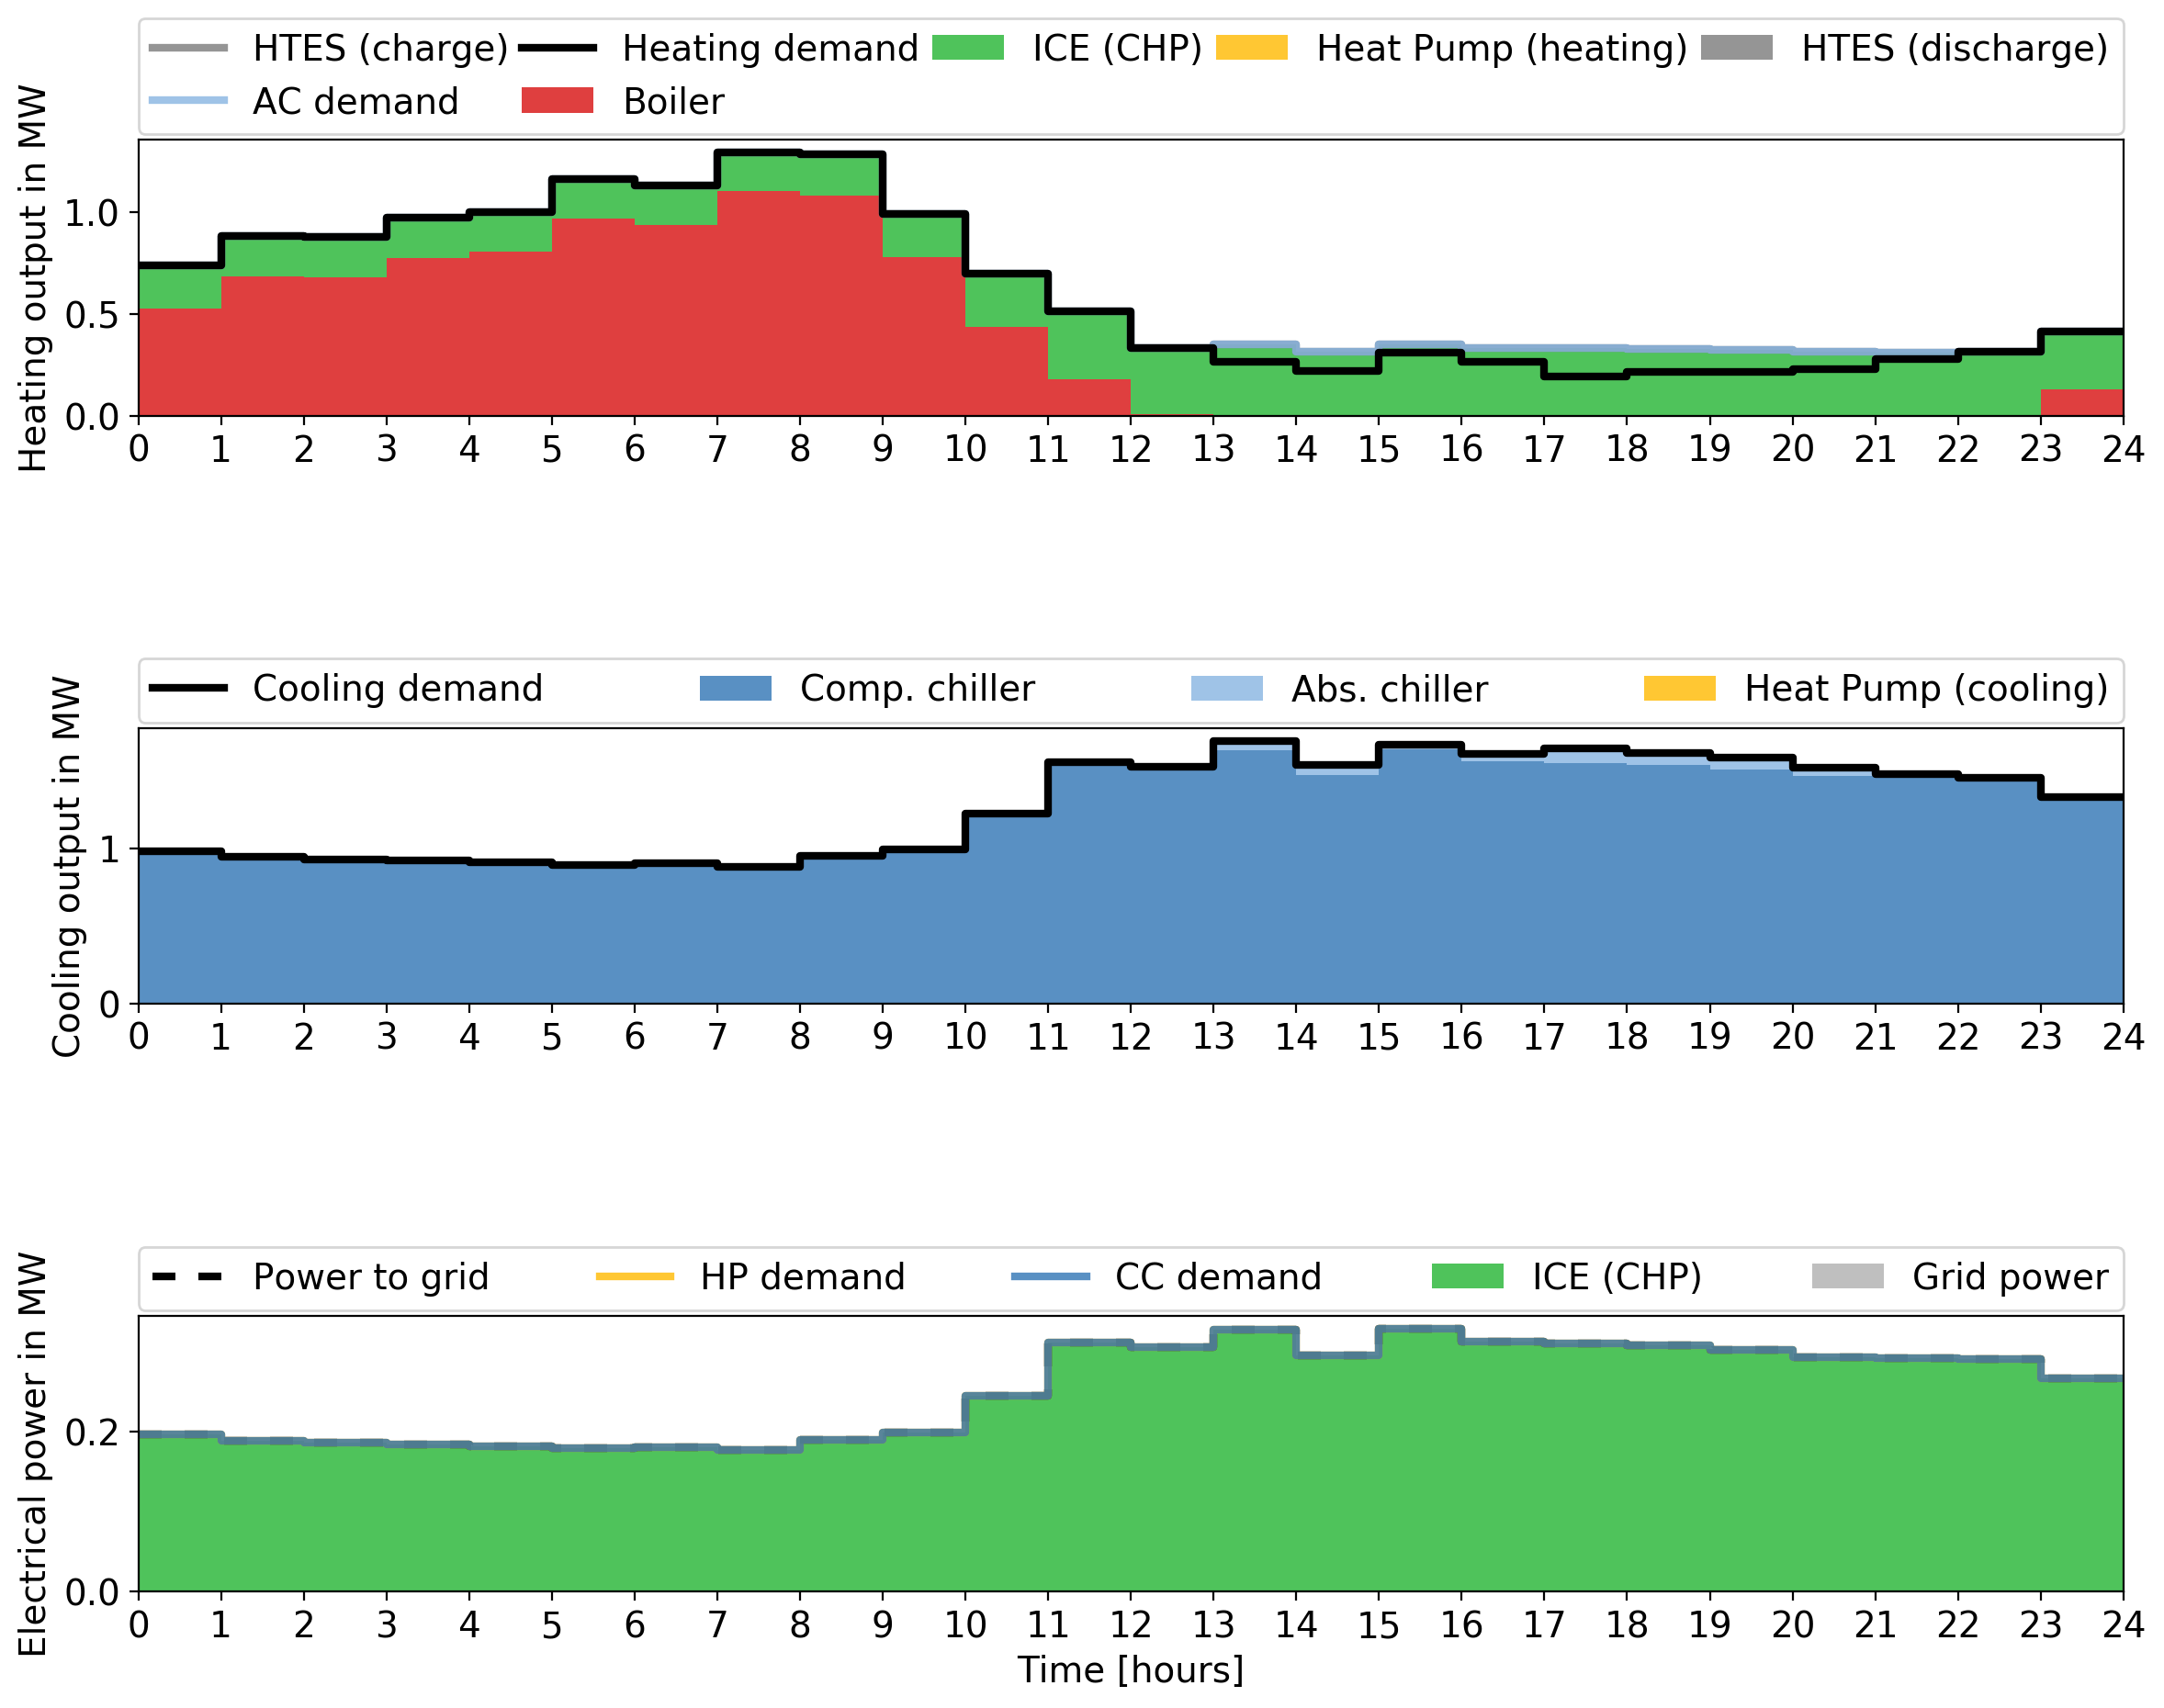 HTES (charge) Heating demand ICE (CHP) Heat Pump (heating) HTES (discharge)
AC demand Boiler
Heating output in MW
1.0
0.5
0.0
0 1 2 3 4 5 6 7 8 9 10 11 12 13 14 15 16 17 18 19 20 21 22 23 24
Cooling demand Comp. chiller Abs. chiller Heat Pump (cooling)
Cooling output in MW
1
0
0 1 2 3 4 5 6 7 8 9 10 11 12 13 14 15 16 17 18 19 20 21 22 23 24
Power to grid HP demand CC demand ICE (CHP) Grid power
Electrical power in MW
0.2
0.0
0 1 2 3 4 5 6 7 8 9 10 11 12 13 14 15 16 17 18 19 20 21 22 23 24
Time [hours]